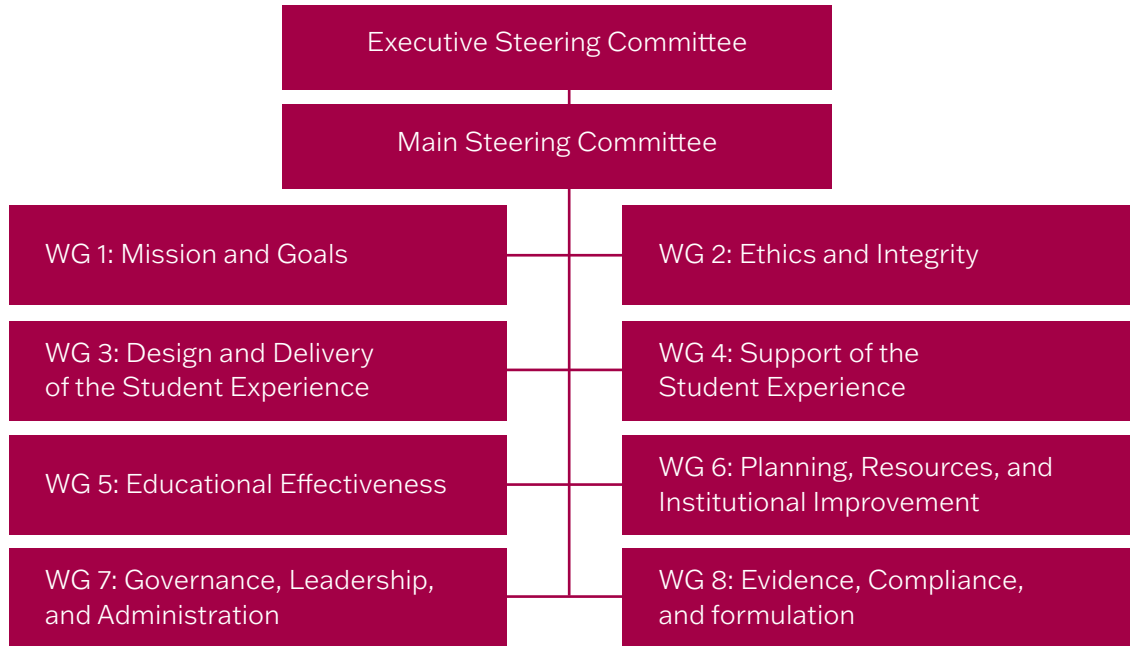 Executive Steering Committee
Main Steering Committee
WG 1: Mission and Goals
WG 2: Ethics and Integrity
WG 3: Design and Delivery
of the Student Experience
WG 4: Support of the
Student Experience
WG 5: Educational Effectiveness
WG 6: Planning, Resources, and
Institutional Improvement
WG 7: Governance, Leadership,
and Administration
WG 8: Evidence, Compliance,
and formulation